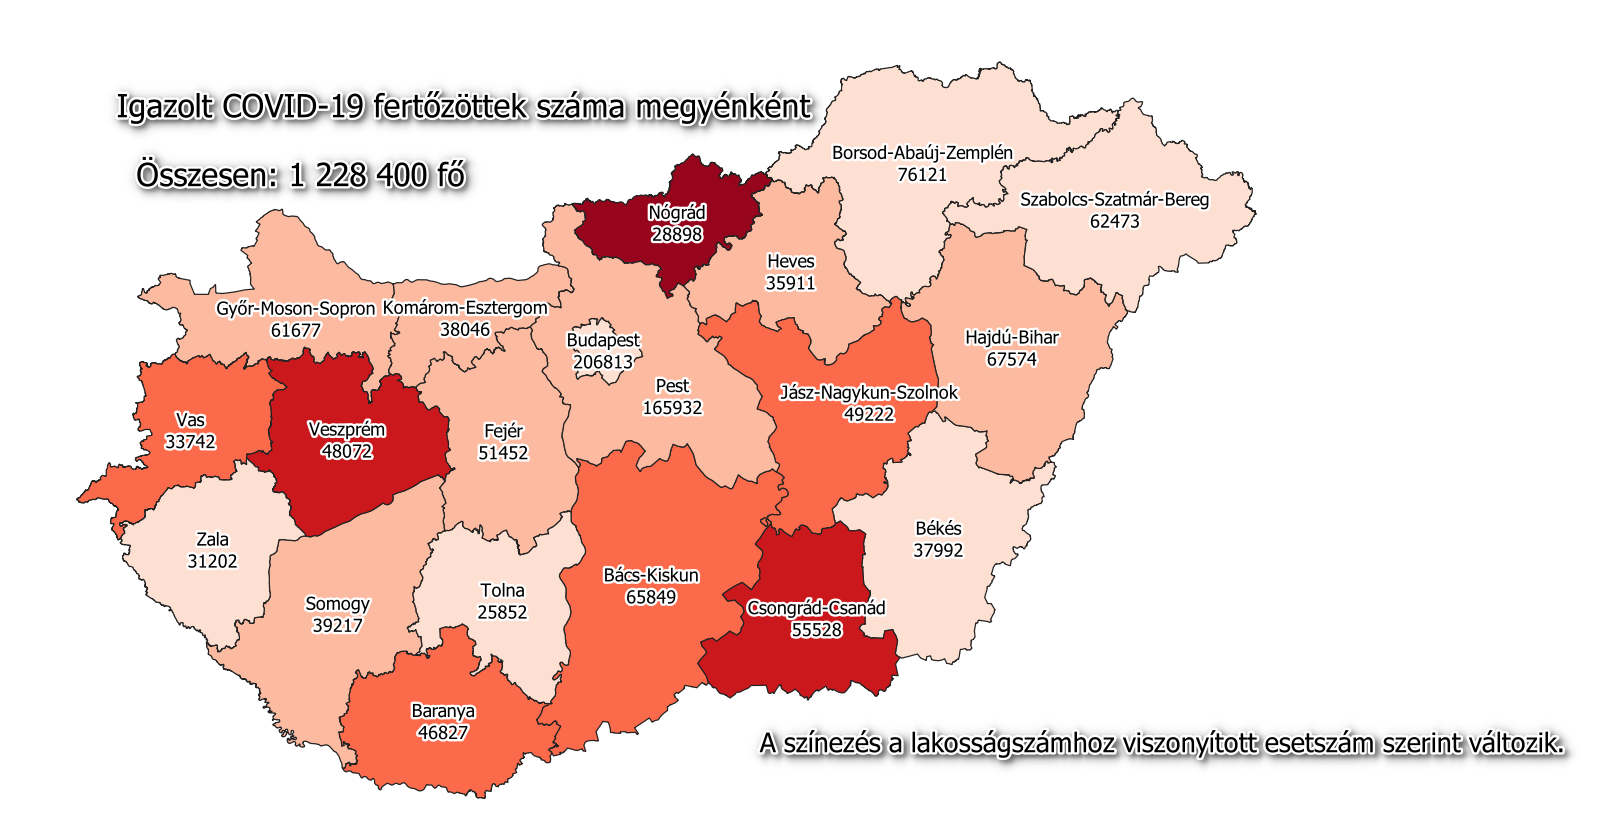 Igazolt COVID-19 fertőzöttek száma megyénként
Összesen: 1 228 400 fő
Borsod-Abaúj-Zemplén
76121
Szabolcs-Szatmár-Bereg
62473
Nógrád
28898
Heves
35911
Győr-Moson-Sopron
61677
Komárom-Esztergom
38046
Budapest
206813
Hajdú-Bihar
67574
Pest
165932
Jász-Nagykun-Szolnok
49222
Vas
33742
Veszprém
48072
Fejér
51452
Zala
31202
Békés
37992
Bács-Kiskun
65849
Tolna
25852
Somogy
39217
Csongrád-Csanád
55528
Baranya
46827
A színezés a lakosságszámhoz viszonyított esetszám szerint változik.